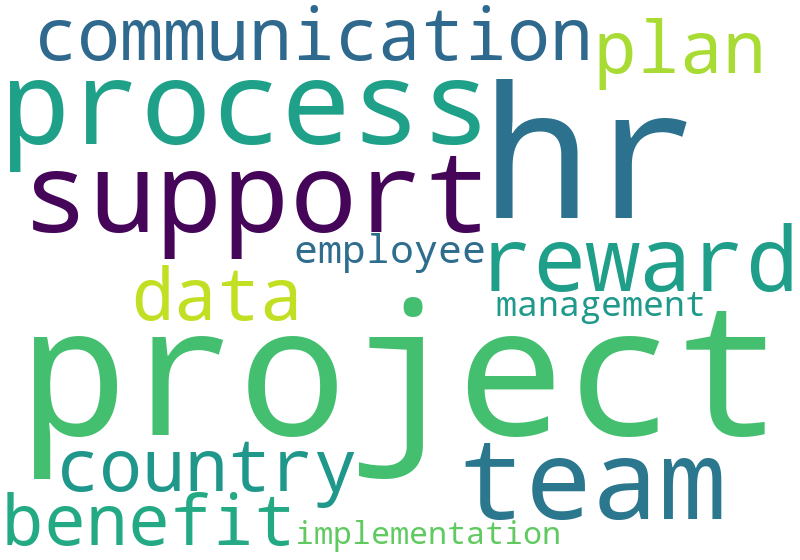 communication plan
process hr
support
employee reward
data management
project
country team
benefit implementation